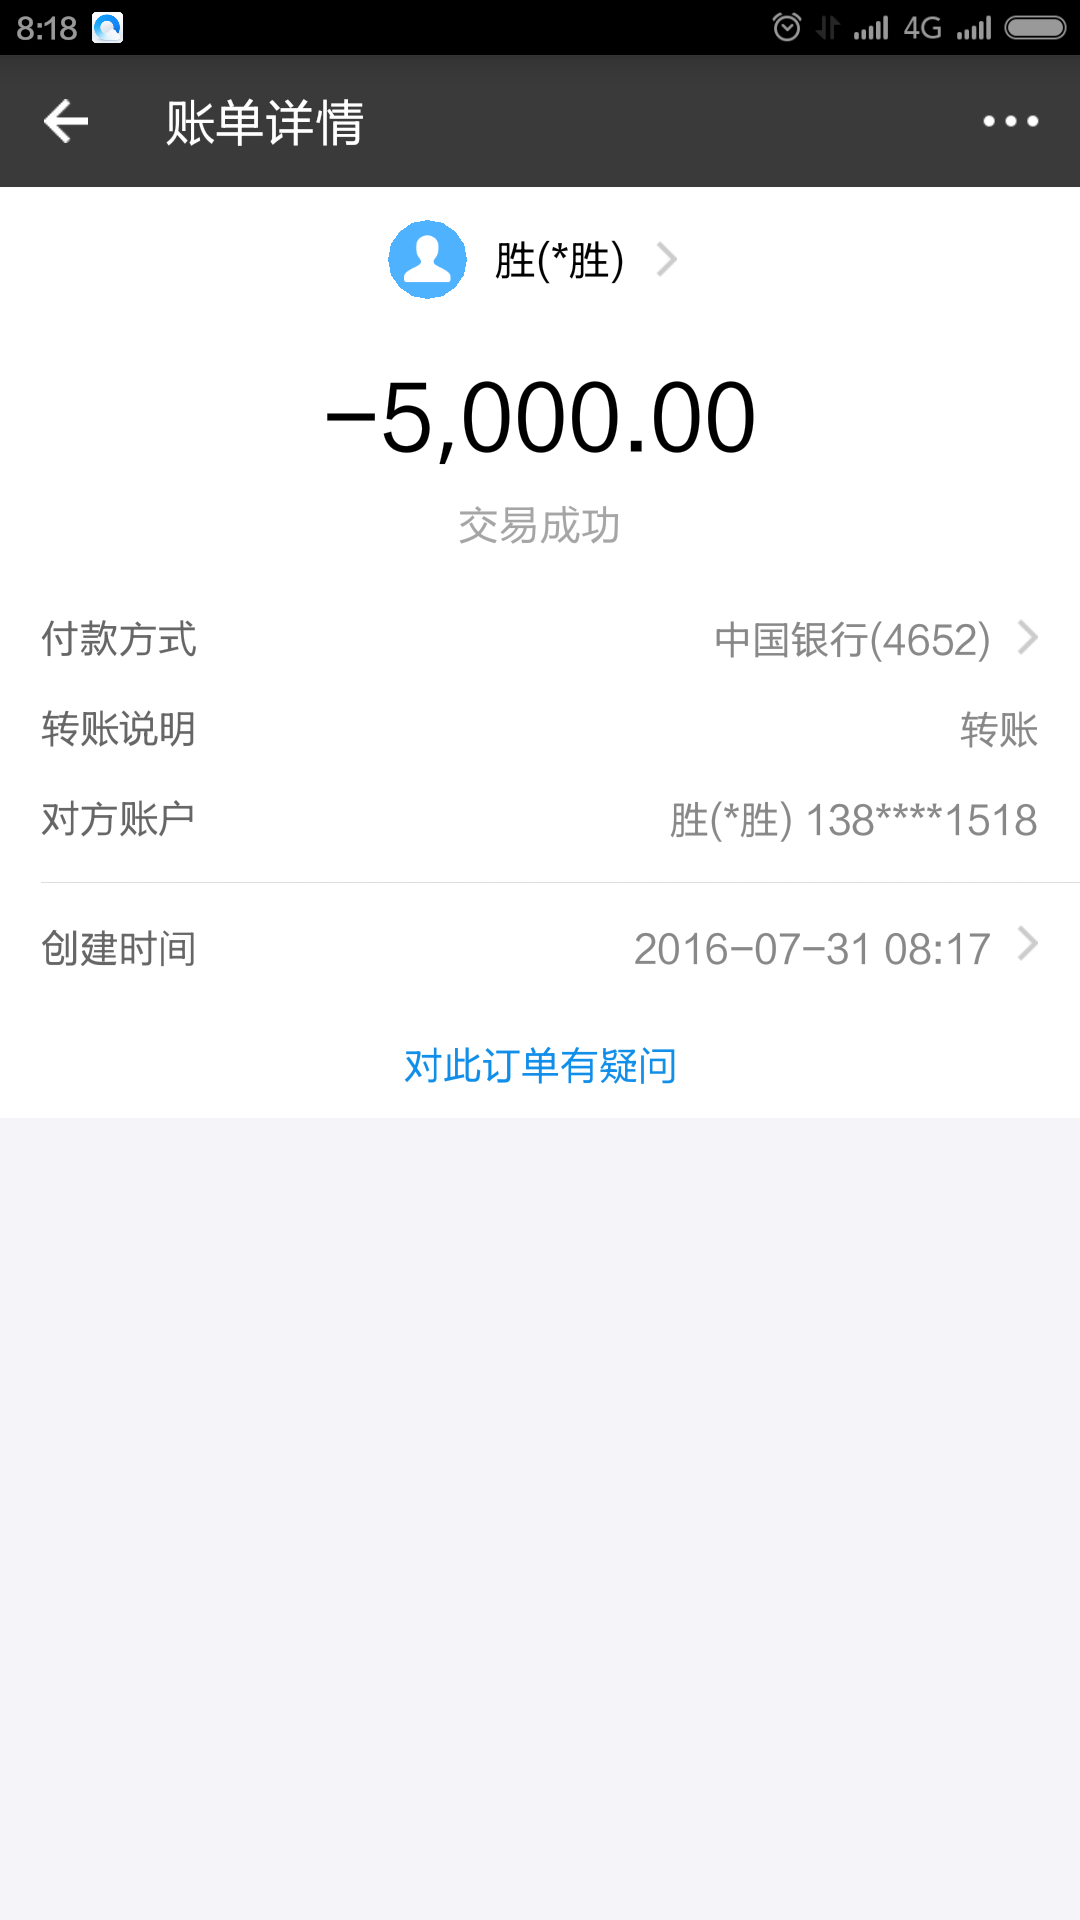 8:18 4G
账单详情
胜(*胜)
-5,000.00
交易成功
付款方式 中国银行(4652)
转账说明 转账
对方账户 胜(*胜) 138****1518
创建时间 2016-07-31 08:17
对此订单有疑问